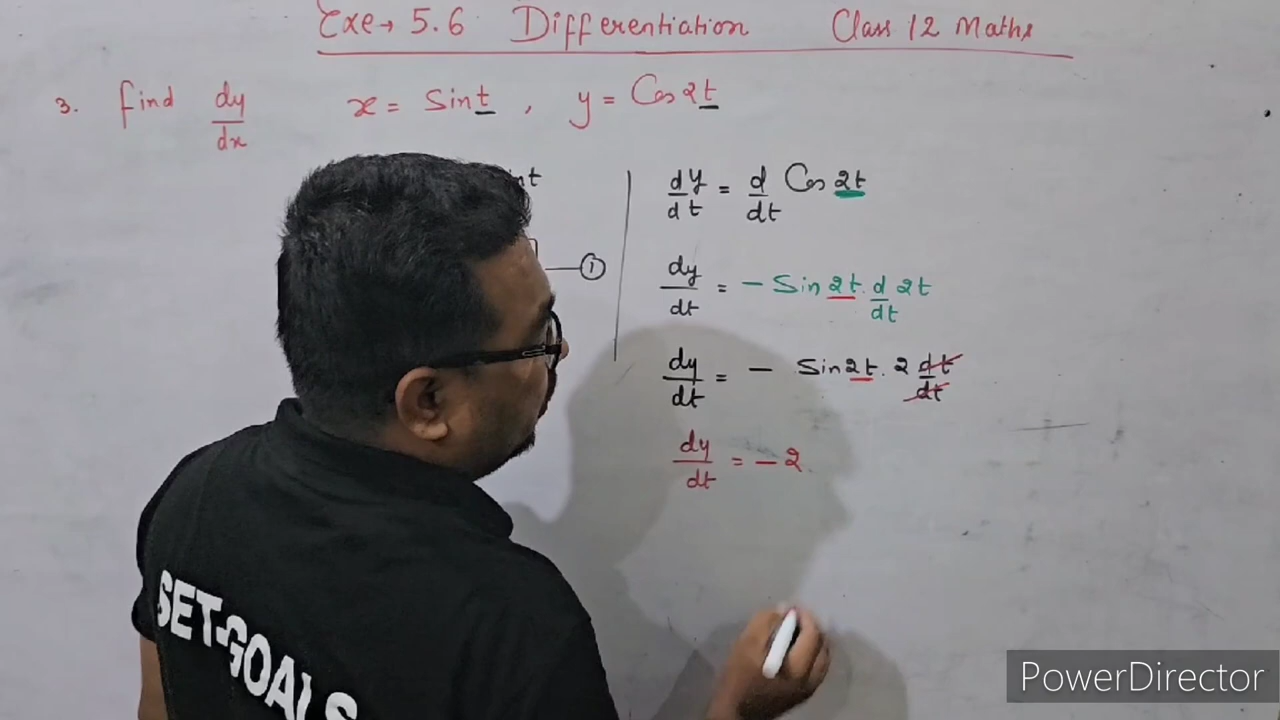 Exe→ 5.6 Differentiation Class 12 Maths
3. find dy/dx x = Sin t , y = Cos 2t
nt
①
dy/dt = d/dt Cos 2t
dy/dt = - Sin 2t . d/dt 2t
dy/dt = - Sin 2t . 2 dt/dt
dy/dt = - 2
SET-GOALS
PowerDirector